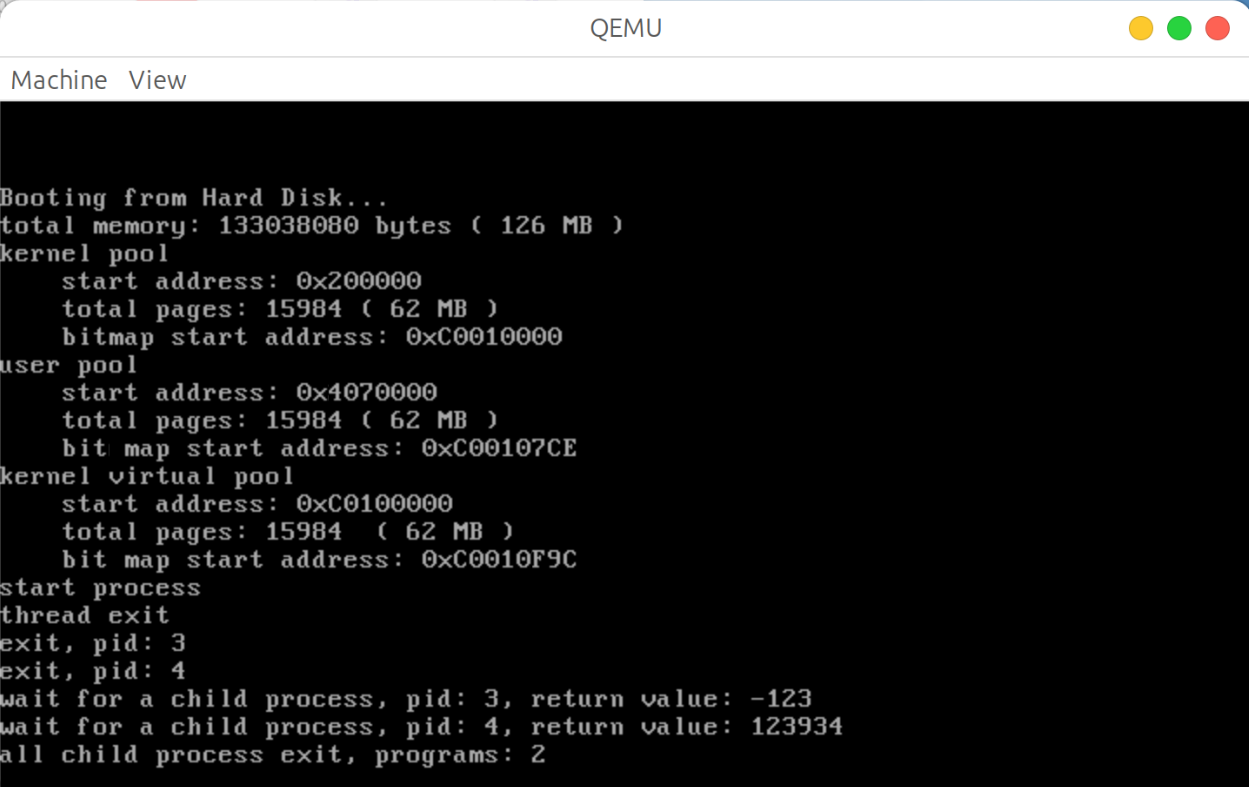 QEMU
Machine View
Booting from Hard Disk...
total memory: 133038080 bytes ( 126 MB )
kernel pool
    start address: 0x200000
    total pages: 15984 ( 62 MB )
    bitmap start address: 0xC0010000
user pool
    start address: 0x4070000
    total pages: 15984 ( 62 MB )
    bit map start address: 0xC00107CE
kernel virtual pool
    start address: 0xC0100000
    total pages: 15984  ( 62 MB )
    bit map start address: 0xC0010F9C
start process
thread exit
exit, pid: 3
exit, pid: 4
wait for a child process, pid: 3, return value: -123
wait for a child process, pid: 4, return value: 123934
all child process exit, programs: 2